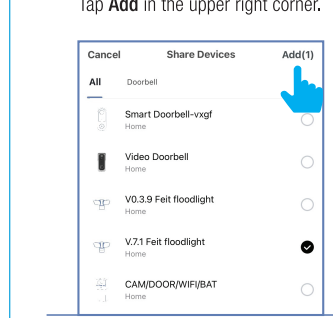 Tap Add in the upper right corner.
Cancel Share Devices Add(1)
All Doorbell
Smart Doorbell-vxgf
Home
Video Doorbell
Home
V0.3.9 Feit floodlight
Home
V.7.1 Feit floodlight
Home
CAM/DOOR/WIFI/BAT
Home